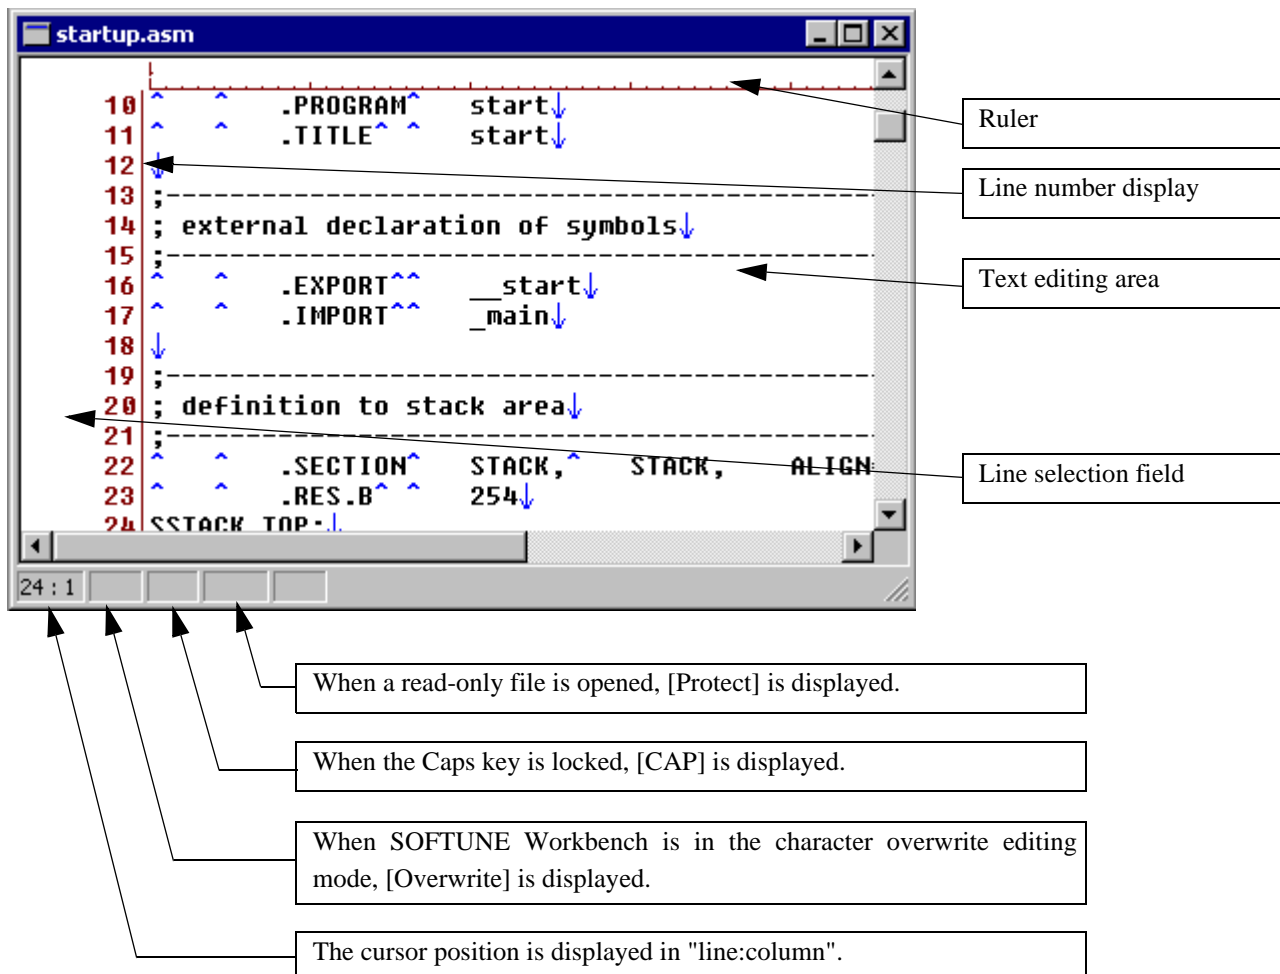 startup.asm
10 ^ ^ .PROGRAM^ start↓
11 ^ ^ .TITLE^ ^ start↓
12 ↓
13 ;--------------------------------------------
14 ; external declaration of symbols↓
15 ;--------------------------------------------
16 ^ ^ .EXPORT^^ __start↓
17 ^ ^ .IMPORT^^ _main↓
18 ↓
19 ;--------------------------------------------
20 ; definition to stack area↓
21 ;--------------------------------------------
22 ^ ^ .SECTION^ STACK,^ STACK, ALIGN=
23 ^ ^ .RES.B^ ^ 254↓
24 SSTACK_TOP:↓
24 : 1
Ruler
Line number display
Text editing area
Line selection field
When a read-only file is opened, [Protect] is displayed.
When the Caps key is locked, [CAP] is displayed.
When SOFTUNE Workbench is in the character overwrite editing
mode, [Overwrite] is displayed.
The cursor position is displayed in "line:column".